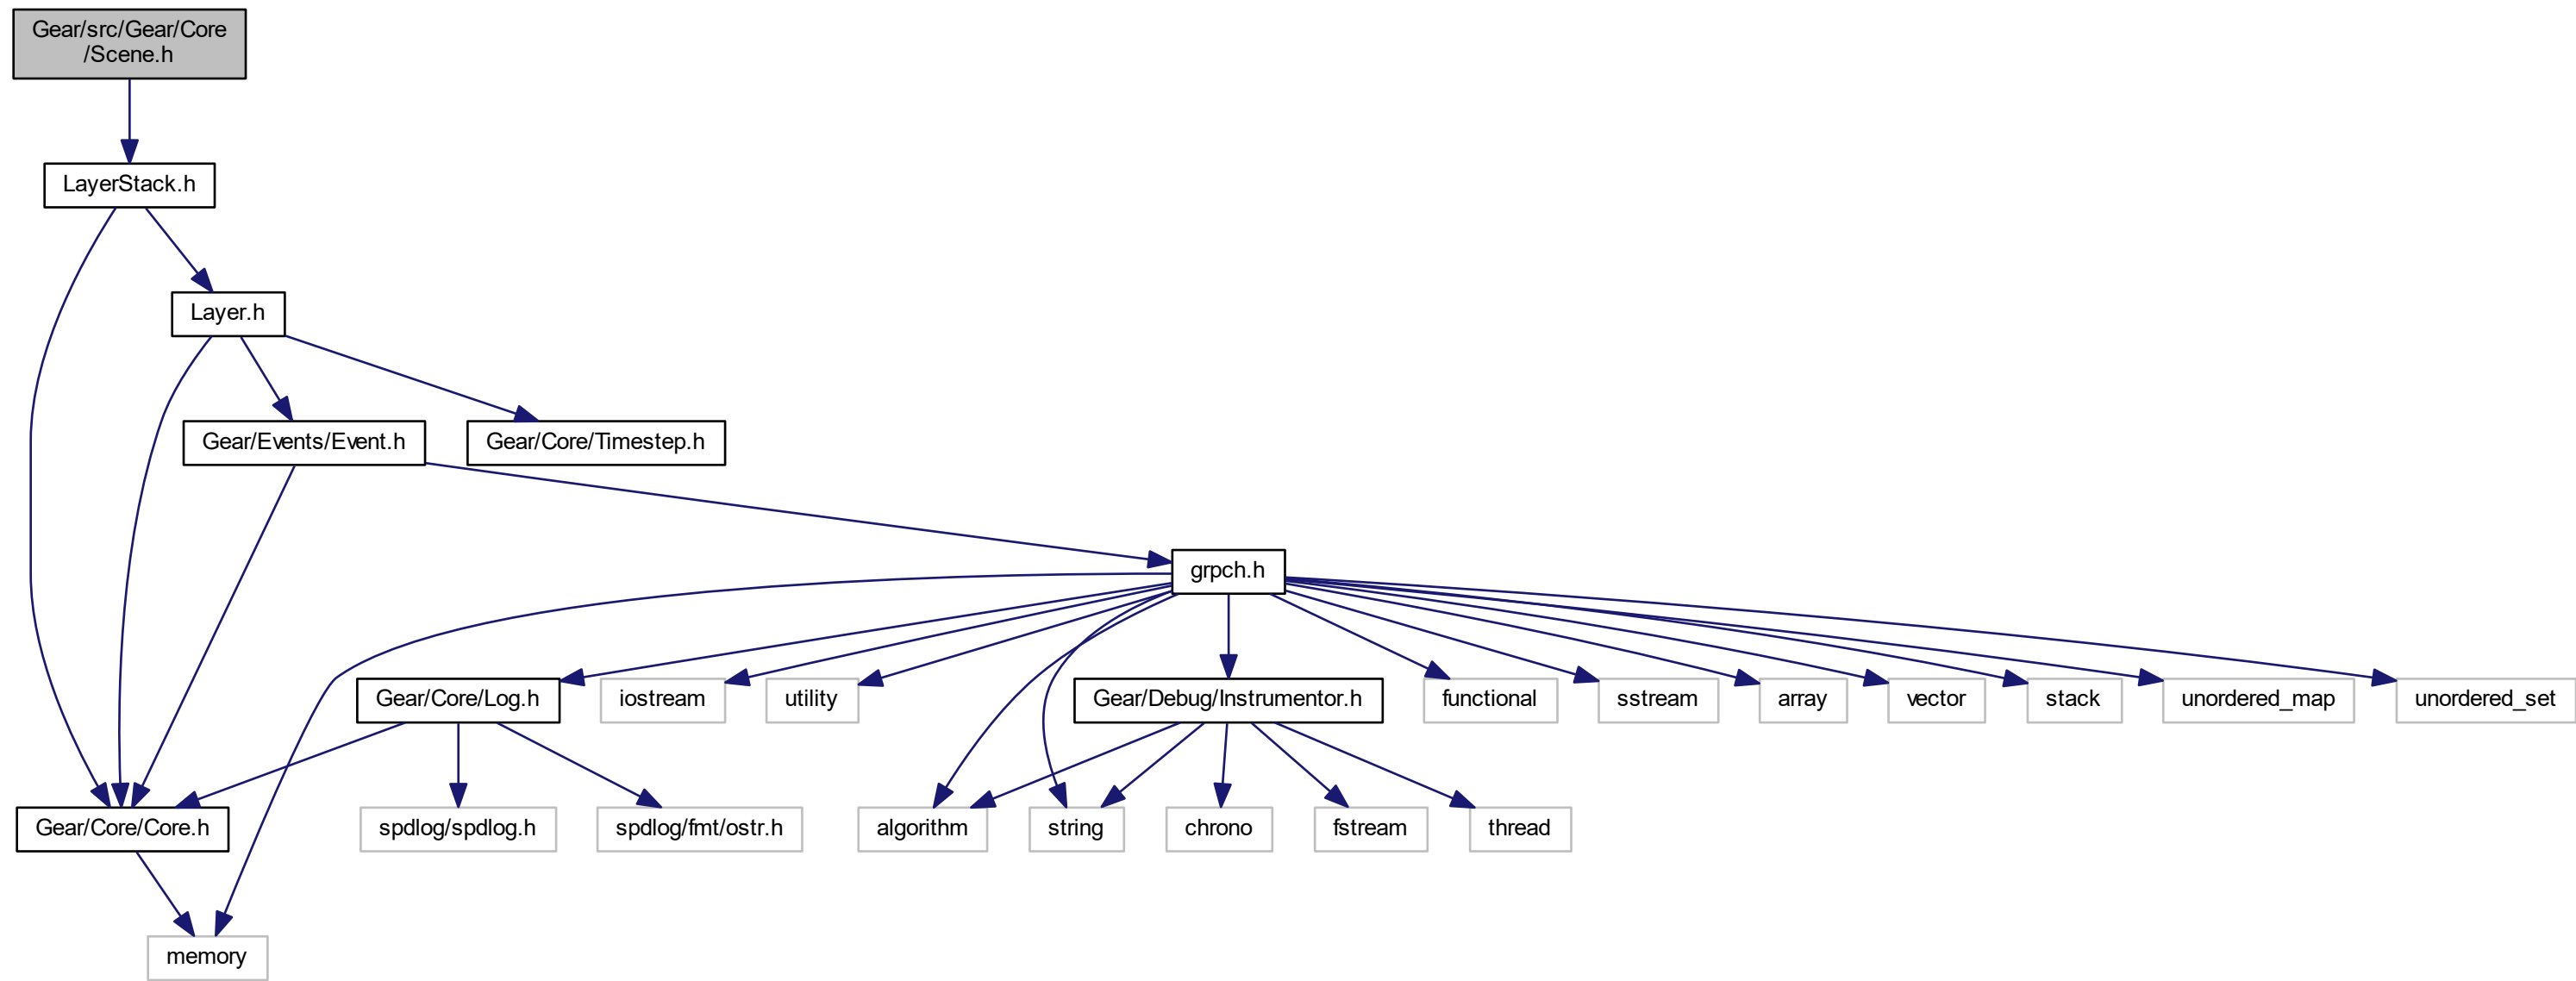 Gear/src/Gear/Core
/Scene.h
LayerStack.h
Layer.h
Gear/Events/Event.h
Gear/Core/Timestep.h
grpch.h
Gear/Core/Log.h
iostream
utility
Gear/Debug/Instrumentor.h
functional
sstream
array
vector
stack
unordered_map
unordered_set
Gear/Core/Core.h
spdlog/spdlog.h
spdlog/fmt/ostr.h
algorithm
string
chrono
fstream
thread
memory